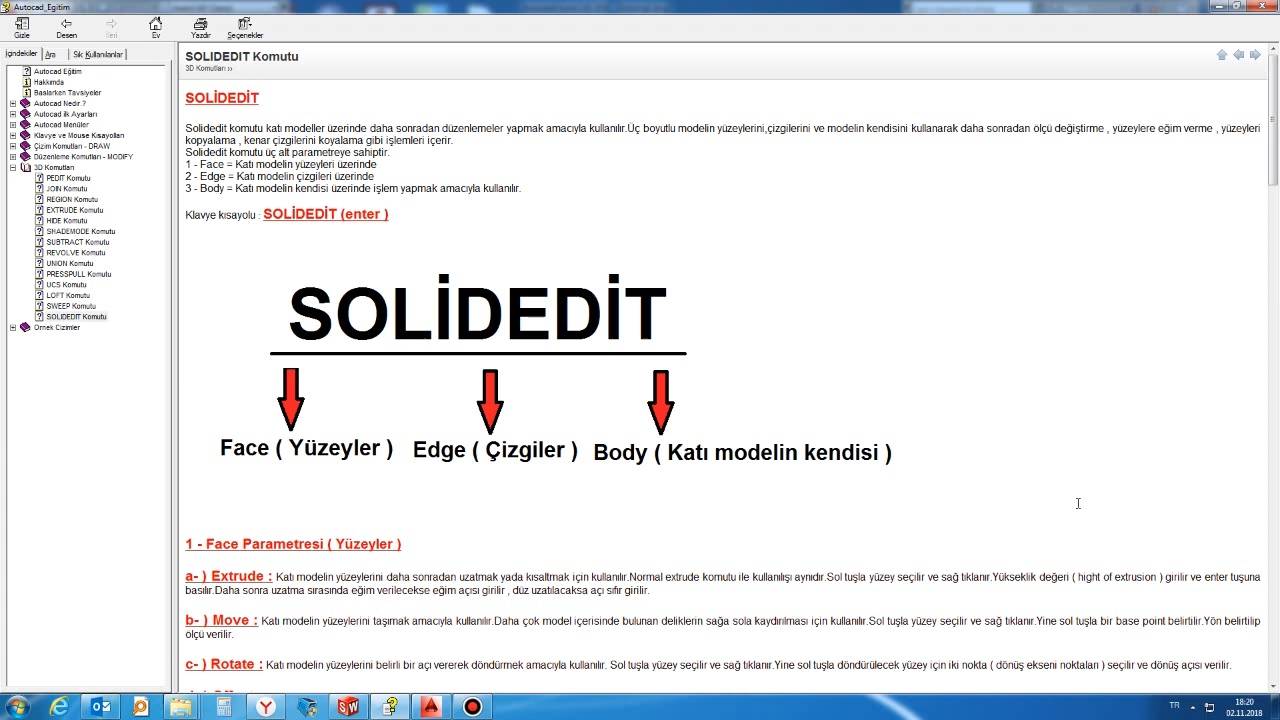 Autocad_Egitim
Gizle
Desen
İleri
Ev
Yazdır
Seçenekler
İçindekiler
Ara
Sık Kullanılanlar
Autocad Eğitim
Hakkımda
Baslarken Tavsiyeler
Autocad Nedir.?
Autocad ilk Ayarları
Autocad Menüler
Klavye ve Mouse Kısayolları
Çizim Komutları - DRAW
Düzenleme Komutları - MODIFY
3D Komutları
PEDIT Komutu
JOIN Komutu
REGION Komutu
EXTRUDE Komutu
HIDE Komutu
SHADEMODE Komutu
SUBTRACT Komutu
REVOLVE Komutu
UNION Komutu
PRESSPULL Komutu
UCS Komutu
LOFT Komutu
SWEEP Komutu
SOLIDEDIT Komutu
Örnek Çizimler
SOLIDEDIT Komutu
3D Komutları ››
SOLİDEDİT
Solidedit komutu katı modeller üzerinde daha sonradan düzenlemeler yapmak amacıyla kullanılır.Üç boyutlu modelin yüzeylerini,çizgilerini ve modelin kendisini kullanarak daha sonradan ölçü değiştirme , yüzeylere eğim verme , yüzeyleri
kopyalama , kenar çizgilerini koyalama gibi işlemleri içerir.
Solidedit komutu üç alt parametreye sahiptir.
1 - Face = Katı modelin yüzeyleri üzerinde
2 - Edge = Katı modelin çizgileri üzerinde
3 - Body = Katı modelin kendisi üzerinde işlem yapmak amacıyla kullanılır.
Klavye kısayolu : SOLİDEDİT (enter )
SOLİDEDİT
Face ( Yüzeyler ) Edge ( Çizgiler ) Body ( Katı modelin kendisi )
1 - Face Parametresi ( Yüzeyler )
a- ) Extrude : Katı modelin yüzeylerini daha sonradan uzatmak yada kısaltmak için kullanılır.Normal extrude komutu ile kullanılışı aynıdır.Sol tuşla yüzey seçilir ve sağ tıklanır.Yükseklik değeri ( hight of extrusion ) girilir ve enter tuşuna
basılır.Daha sonra uzatma sırasında eğim verilecekse eğim açısı girilir , düz uzatılacaksa açı sıfır girilir.
b- ) Move : Katı modelin yüzeylerini taşımak amacıyla kullanılır.Daha çok model içerisinde bulunan deliklerin sağa sola kaydırılması için kullanılır.Sol tuşla yüzey seçilir ve sağ tıklanır.Yine sol tuşla bir base point belirtilir.Yön belirtilip
ölçü verilir.
c- ) Rotate : Katı modelin yüzeylerini belirli bir açı vererek döndürmek amacıyla kullanılır. Sol tuşla yüzey seçilir ve sağ tıklanır.Yine sol tuşla döndürülecek yüzey için iki nokta ( dönüş ekseni noktaları ) seçilir ve dönüş açısı verilir.
TR
18:20
02.11.2018